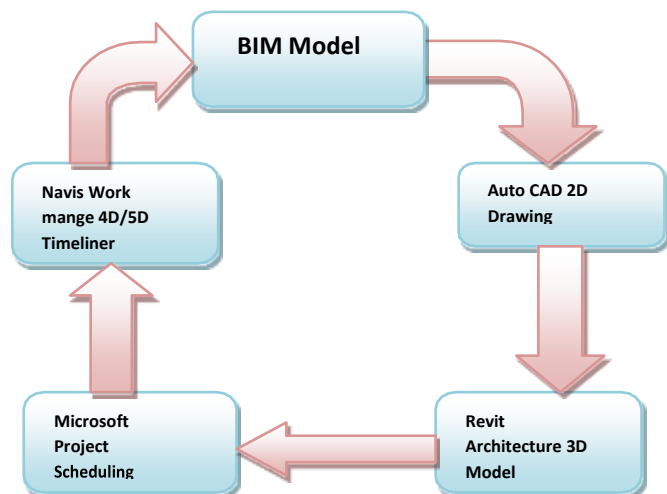 BIM Model
Auto CAD 2D
Drawing
Revit
Architecture 3D
Model
Microsoft
Project
Scheduling
Navis Work
mange 4D/5D
Timeliner